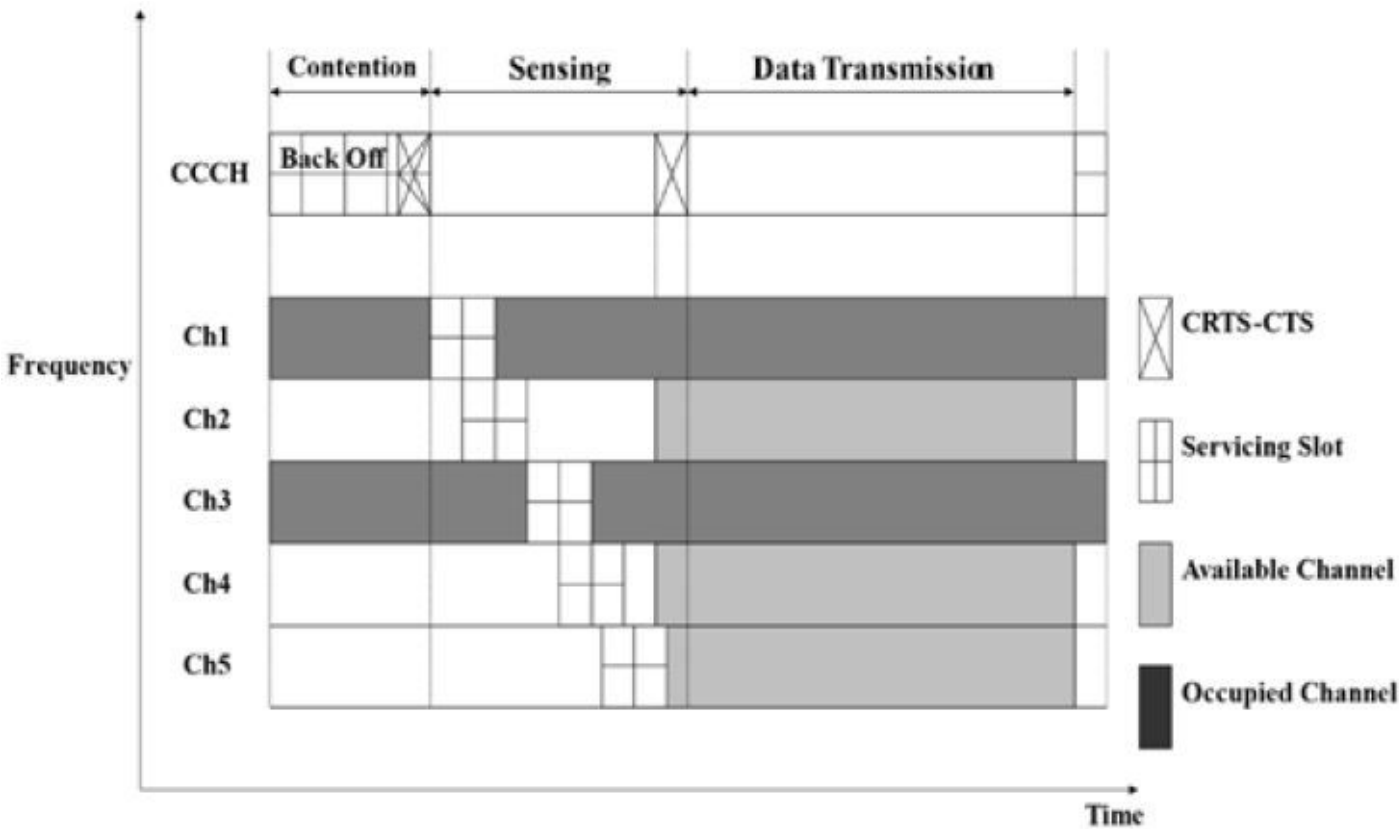 Contention
Sensing
Data Transmission
CCCH
Back Off
Ch1
CRTS-CTS
Frequency
Ch2
Servicing Slot
Ch3
Ch4
Available Channel
Ch5
Occupied Channel
Time